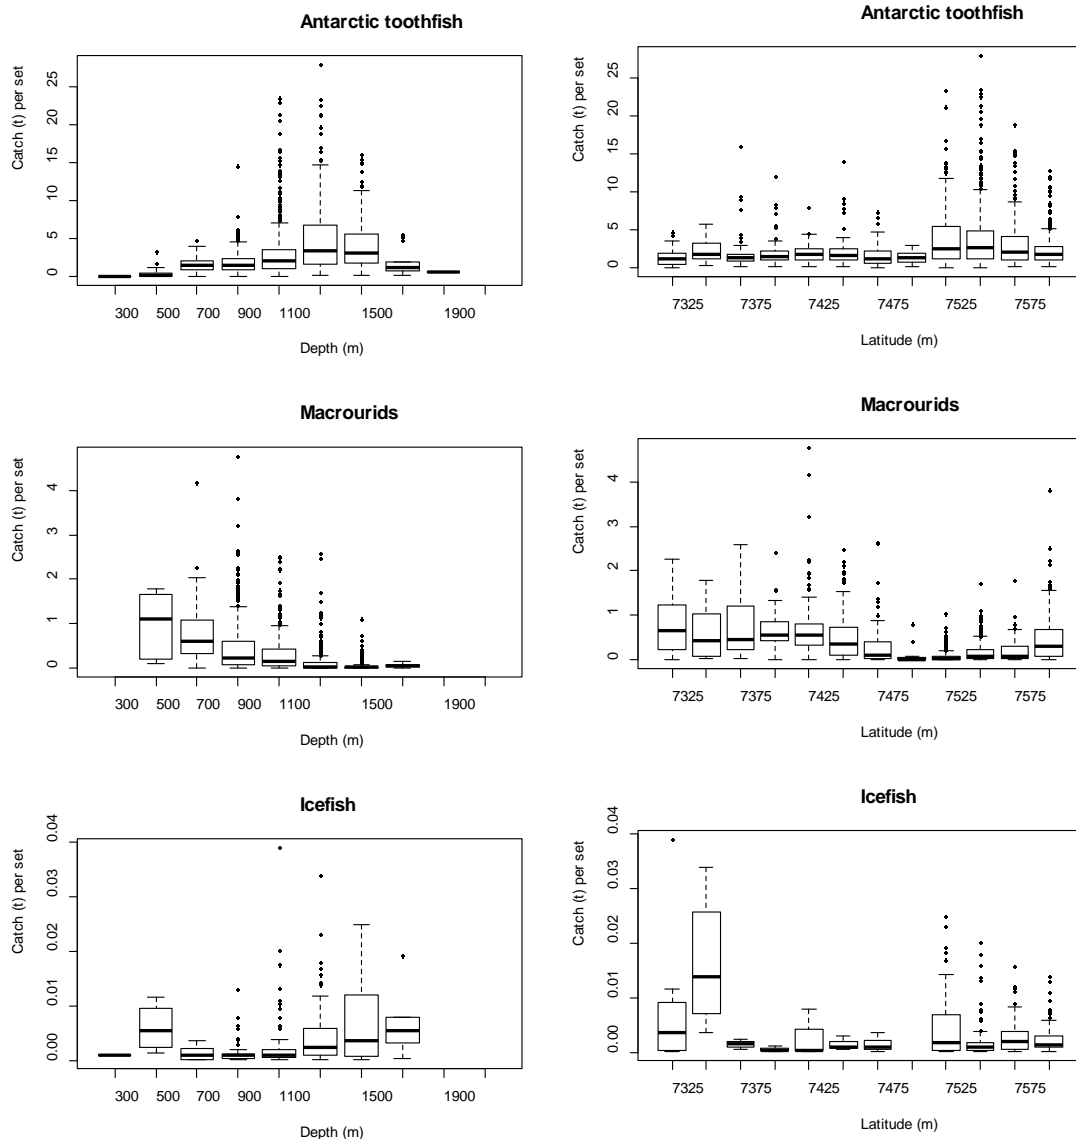 Antarctic toothfish
Catch (t) per set
0 5 10 15 20 25
300 500 700 900 1100 1500 1900
Depth (m)
Antarctic toothfish
Catch (t) per set
0 5 10 15 20 25
7325 7375 7425 7475 7525 7575
Latitude (m)
Macrourids
Catch (t) per set
0 1 2 3 4
300 500 700 900 1100 1500 1900
Depth (m)
Macrourids
Catch (t) per set
0 1 2 3 4
7325 7375 7425 7475 7525 7575
Latitude (m)
Icefish
Catch (t) per set
0.00 0.01 0.02 0.03 0.04
300 500 700 900 1100 1500 1900
Depth (m)
Icefish
Catch (t) per set
0.00 0.01 0.02 0.03 0.04
7325 7375 7425 7475 7525 7575
Latitude (m)